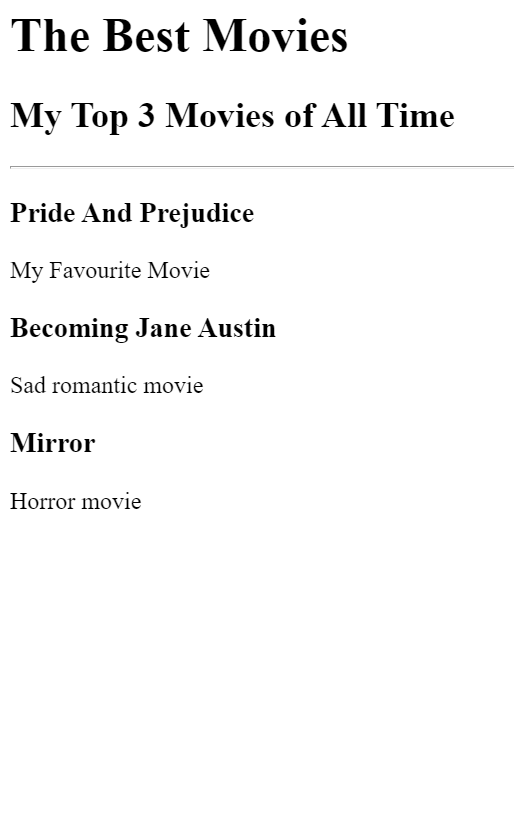 The Best Movies
My Top 3 Movies of All Time
Pride And Prejudice
My Favourite Movie
Becoming Jane Austin
Sad romantic movie
Mirror
Horror movie